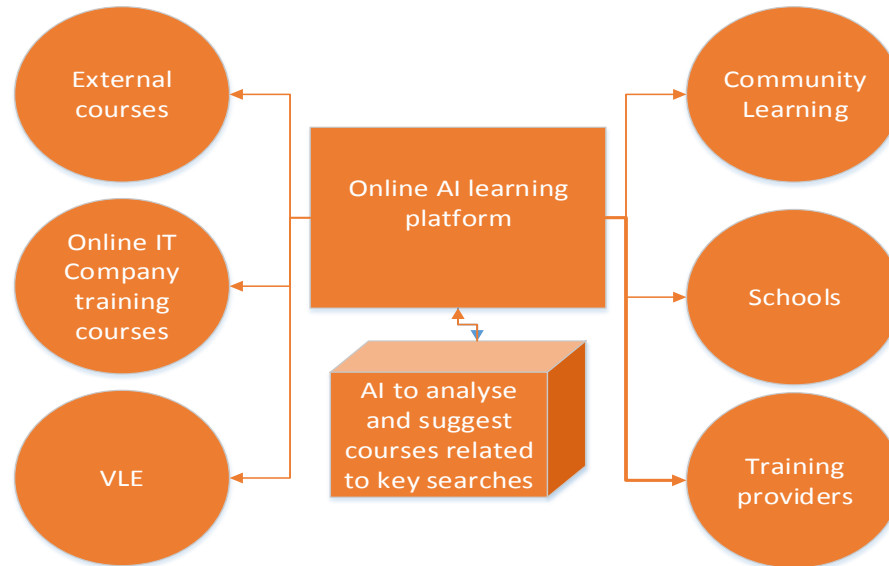 External
courses
Online IT
Company
training
courses
VLE
Online AI learning
platform
AI to analyse
and suggest
courses related
to key searches
Community
Learning
Schools
Training
providers